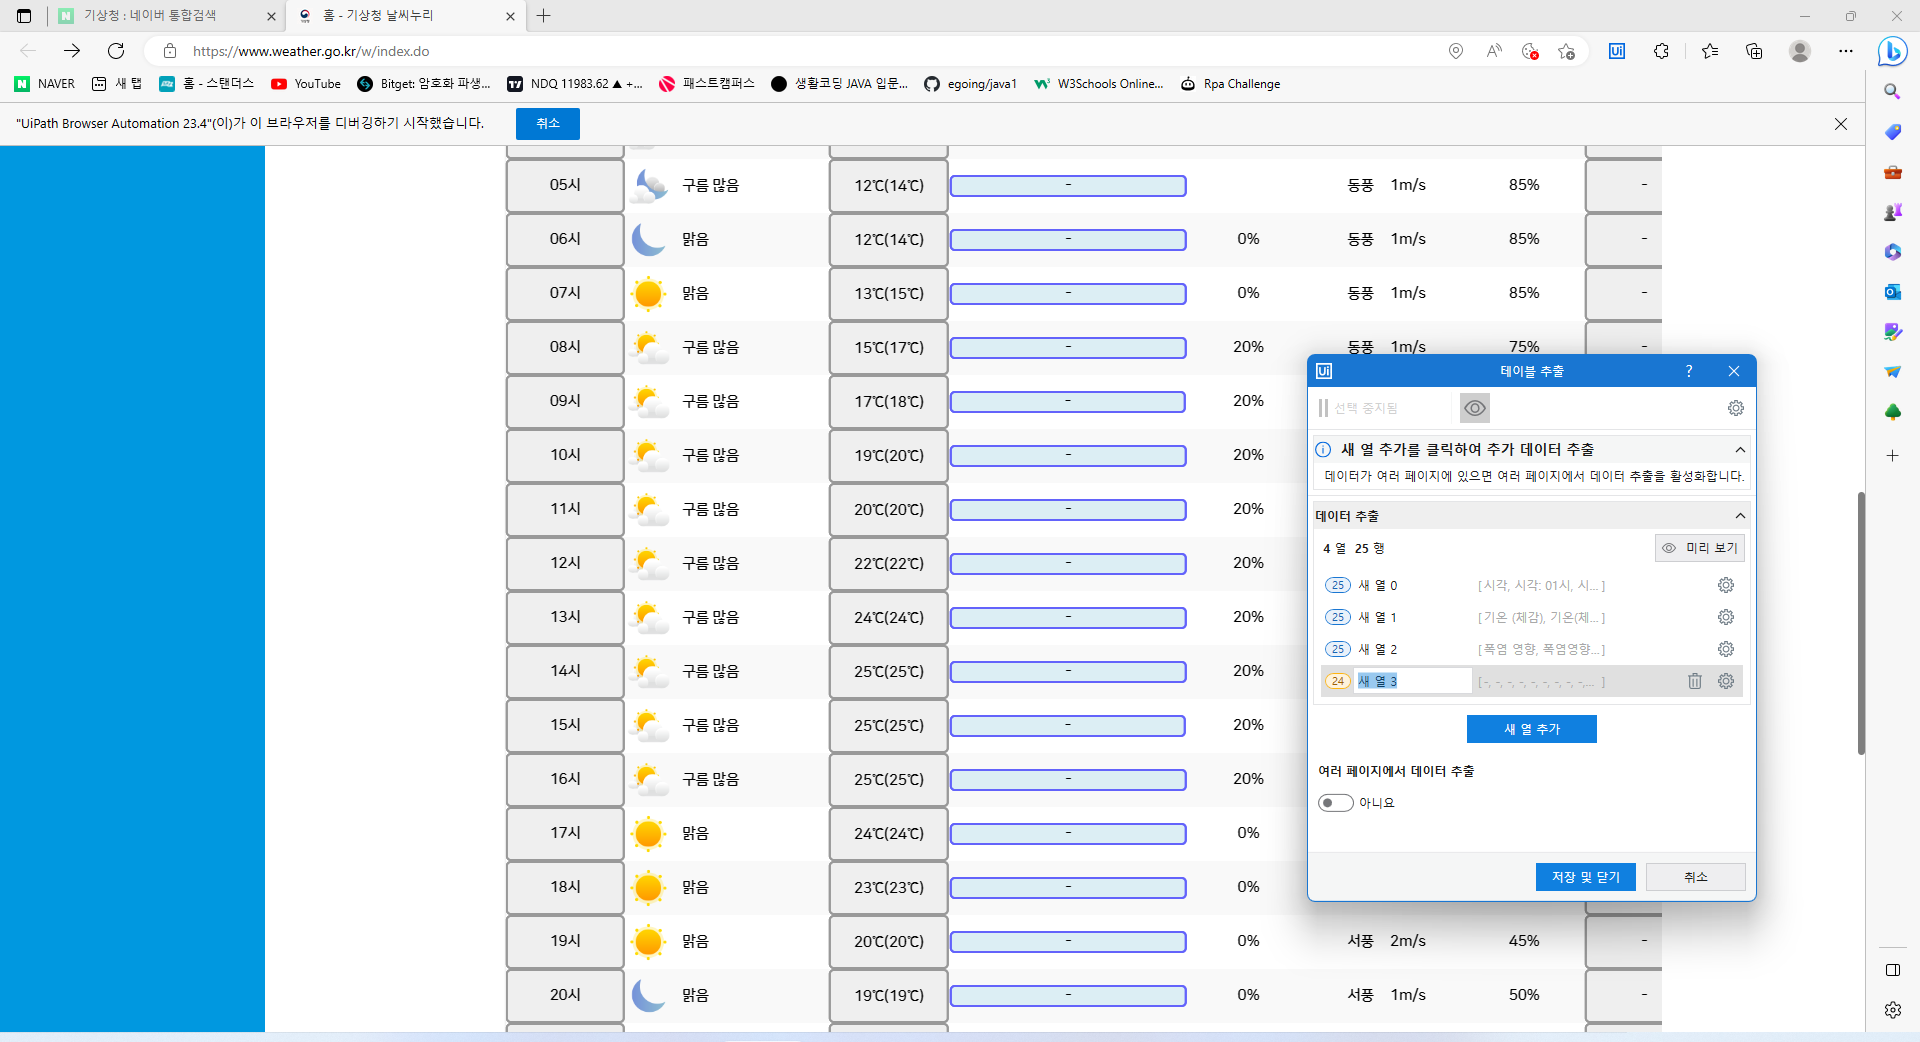 기상청 : 네이버 통합검색
홈 - 기상청 날씨누리
https://www.weather.go.kr/w/index.do
NAVER
새 탭
홈 - 스탠더스
YouTube
Bitget: 암호화 파생...
NDQ 11983.62 ▲ +...
패스트캠퍼스
생활코딩 JAVA 입문...
egoing/java1
W3Schools Online...
Rpa Challenge
"UiPath Browser Automation 23.4"(이)가 이 브라우저를 디버깅하기 시작했습니다.
취소
05시 구름 많음 12℃(14℃) - 동풍 1m/s 85% -
06시 맑음 12℃(14℃) - 0% 동풍 1m/s 85% -
07시 맑음 13℃(15℃) - 0% 동풍 1m/s 85% -
08시 구름 많음 15℃(17℃) - 20% 동풍 1m/s 75% -
09시 구름 많음 17℃(18℃) - 20%
10시 구름 많음 19℃(20℃) - 20%
11시 구름 많음 20℃(20℃) - 20%
12시 구름 많음 22℃(22℃) - 20%
13시 구름 많음 24℃(24℃) - 20%
14시 구름 많음 25℃(25℃) - 20%
15시 구름 많음 25℃(25℃) - 20%
16시 구름 많음 25℃(25℃) - 20%
17시 맑음 24℃(24℃) - 0%
18시 맑음 23℃(23℃) - 0%
19시 맑음 20℃(20℃) - 0% 서풍 2m/s 45% -
20시 맑음 19℃(19℃) - 0% 서풍 1m/s 50% -
Ui 테이블 추출 ?
선택 중지됨
새 열 추가를 클릭하여 추가 데이터 추출
데이터가 여러 페이지에 있으면 여러 페이지에서 데이터 추출을 활성화합니다.
데이터 추출
4 열 25 행
미리 보기
25 새 열 0 [시각, 시각: 01시, 시... ]
25 새 열 1 [기온 (체감), 기온(체... ]
25 새 열 2 [폭염 영향, 폭염영향... ]
24 새 열 3 [-, -, -, -, -, -, -, -, -,... ]
새 열 추가
여러 페이지에서 데이터 추출
아니요
저장 및 닫기
취소